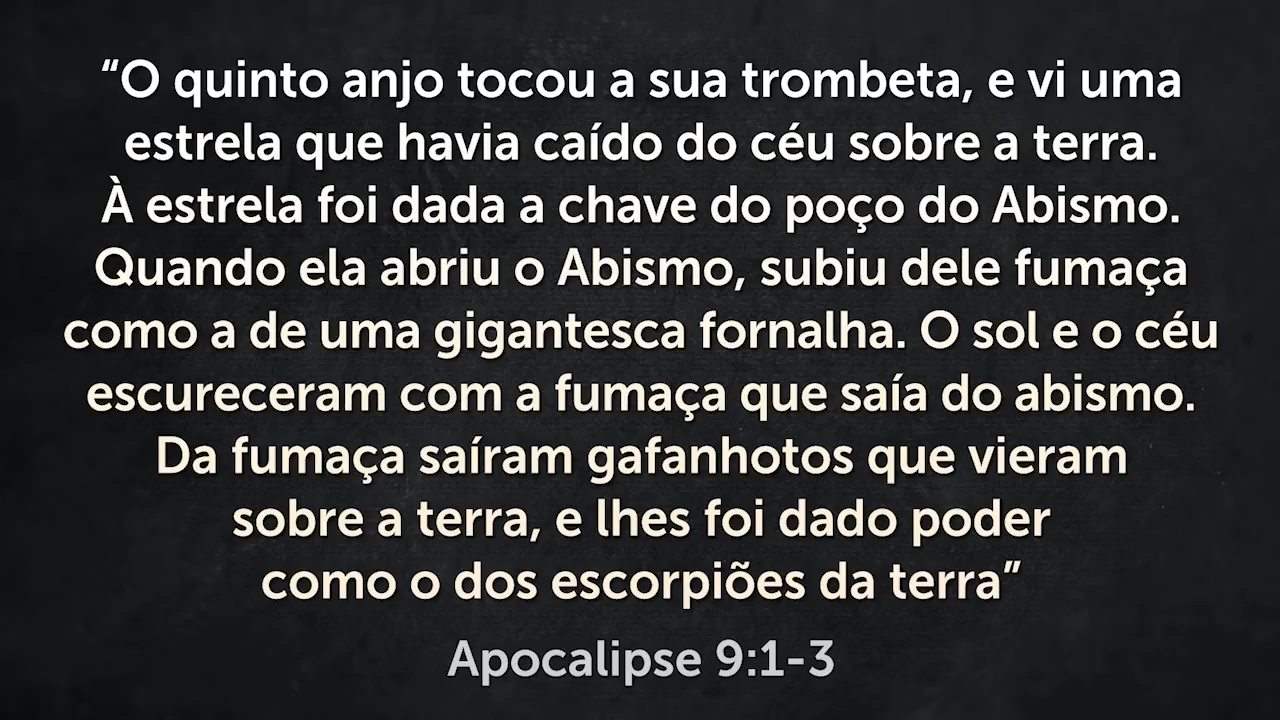 “O quinto anjo tocou a sua trombeta, e vi uma
estrela que havia caído do céu sobre a terra.
À estrela foi dada a chave do poço do Abismo.
Quando ela abriu o Abismo, subiu dele fumaça
como a de uma gigantesca fornalha. O sol e o céu
escureceram com a fumaça que saía do abismo.
Da fumaça saíram gafanhotos que vieram
sobre a terra, e lhes foi dado poder
como o dos escorpiões da terra”
Apocalipse 9:1-3